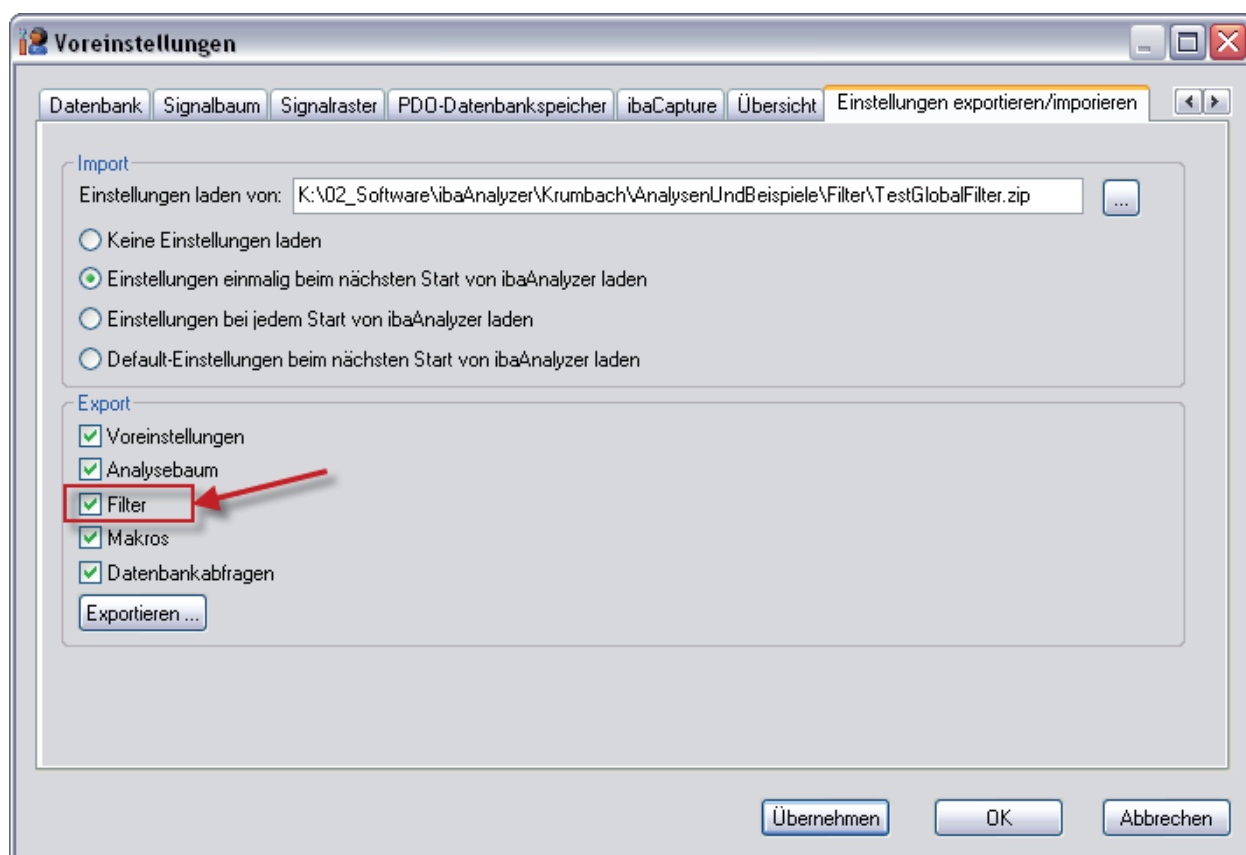 Voreinstellungen
Datenbank Signalbaum Signalraster PDO-Datenbankspeicher ibaCapture Übersicht Einstellungen exportieren/imporieren
Import
Einstellungen laden von: K:\02_Software\ibaAnalyzer\Krumbach\AnalysenUndBeispiele\Filter\TestGlobalFilter.zip ...
Keine Einstellungen laden
Einstellungen einmalig beim nächsten Start von ibaAnalyzer laden
Einstellungen bei jedem Start von ibaAnalyzer laden
Default-Einstellungen beim nächsten Start von ibaAnalyzer laden
Export
Voreinstellungen
Analysebaum
Filter
Makros
Datenbankabfragen
Exportieren ...
Übernehmen OK Abbrechen